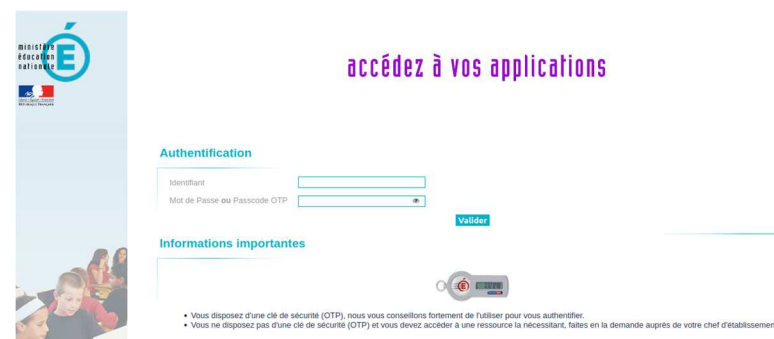 ministère
éducation
nationale
accédez à vos applications
Authentification
Identifiant
Mot de Passe ou Passcode OTP
Valider
Informations importantes
Vous disposez d'une clé de sécurité (OTP), nous vous conseillons fortement de l'utiliser pour vous authentifier.
Vous ne disposez pas d'une clé de sécurité (OTP) et vous devez accéder à une ressource la nécessitant, faites en la demande auprès de votre chef d'établissement